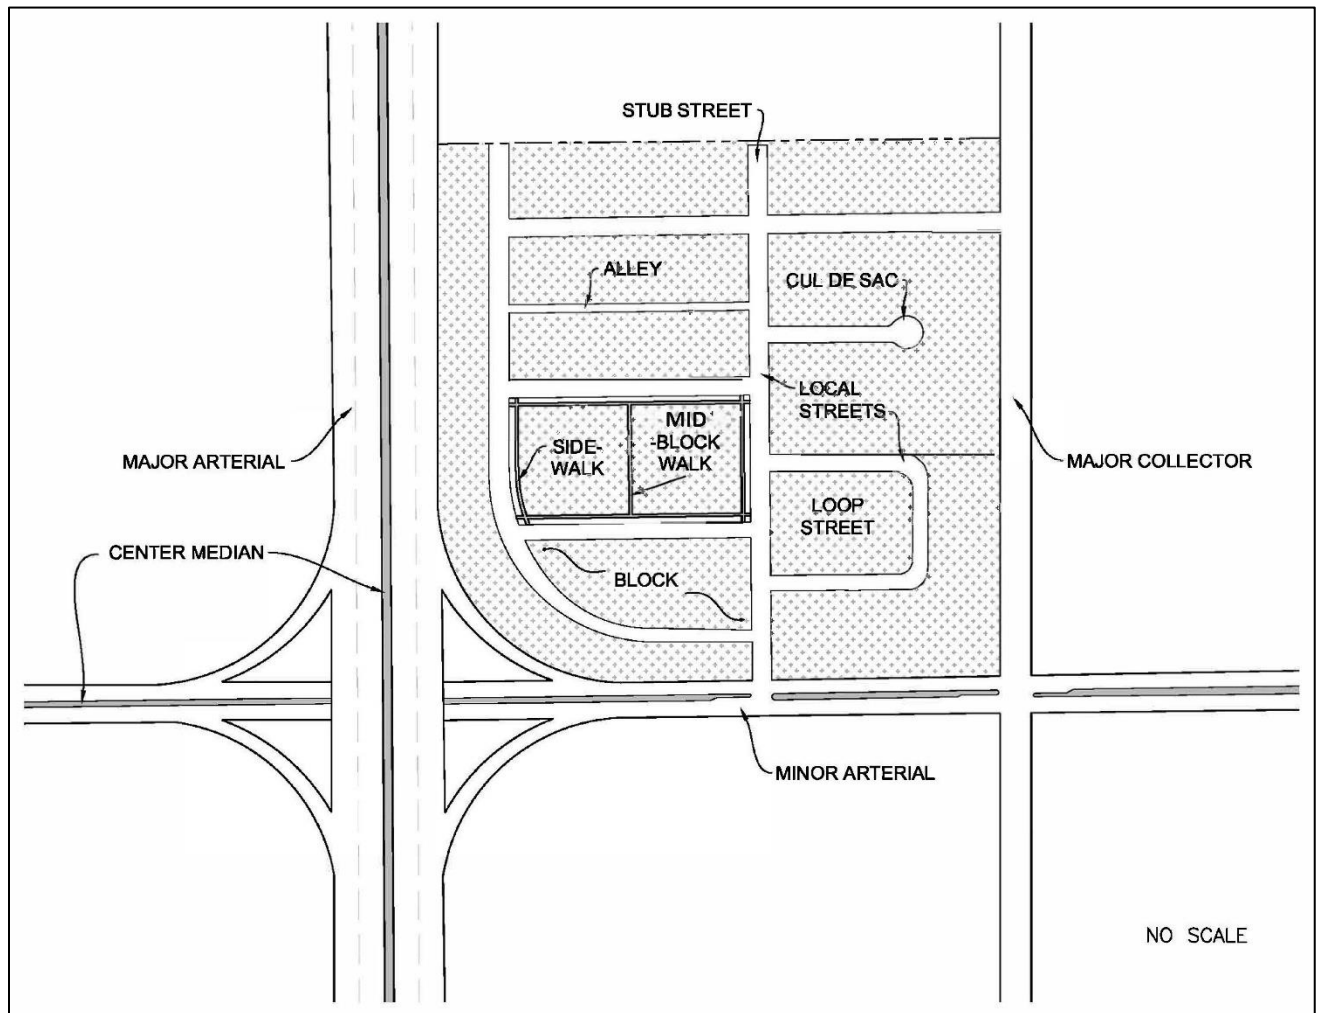 STUB STREET
ALLEY
CUL DE SAC
LOCAL
STREETS
MID
-BLOCK
WALK
SIDE-
WALK
MAJOR ARTERIAL
MAJOR COLLECTOR
LOOP
STREET
CENTER MEDIAN
BLOCK
MINOR ARTERIAL
NO SCALE